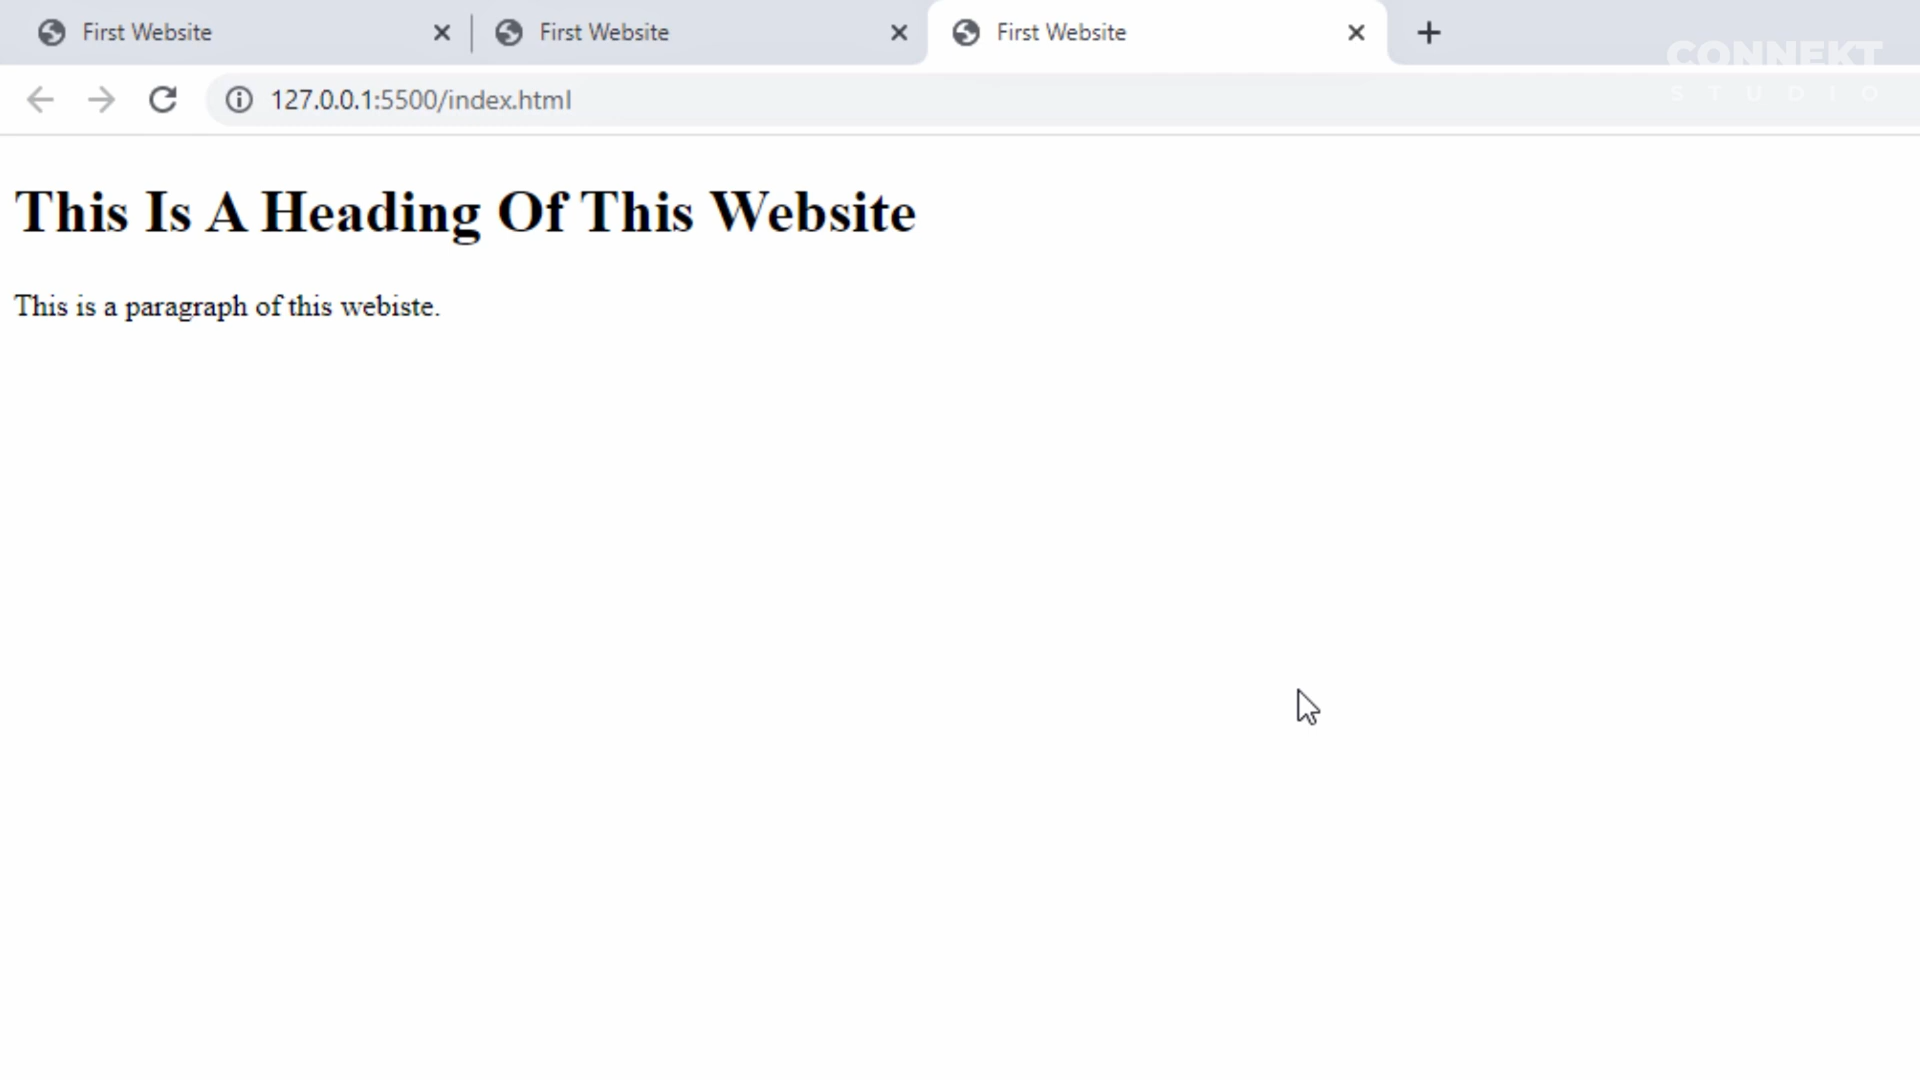 First Website
First Website
First Website
CONNEKT
STUDIO
127.0.0.1:5500/index.html
This Is A Heading Of This Website
This is a paragraph of this webiste.